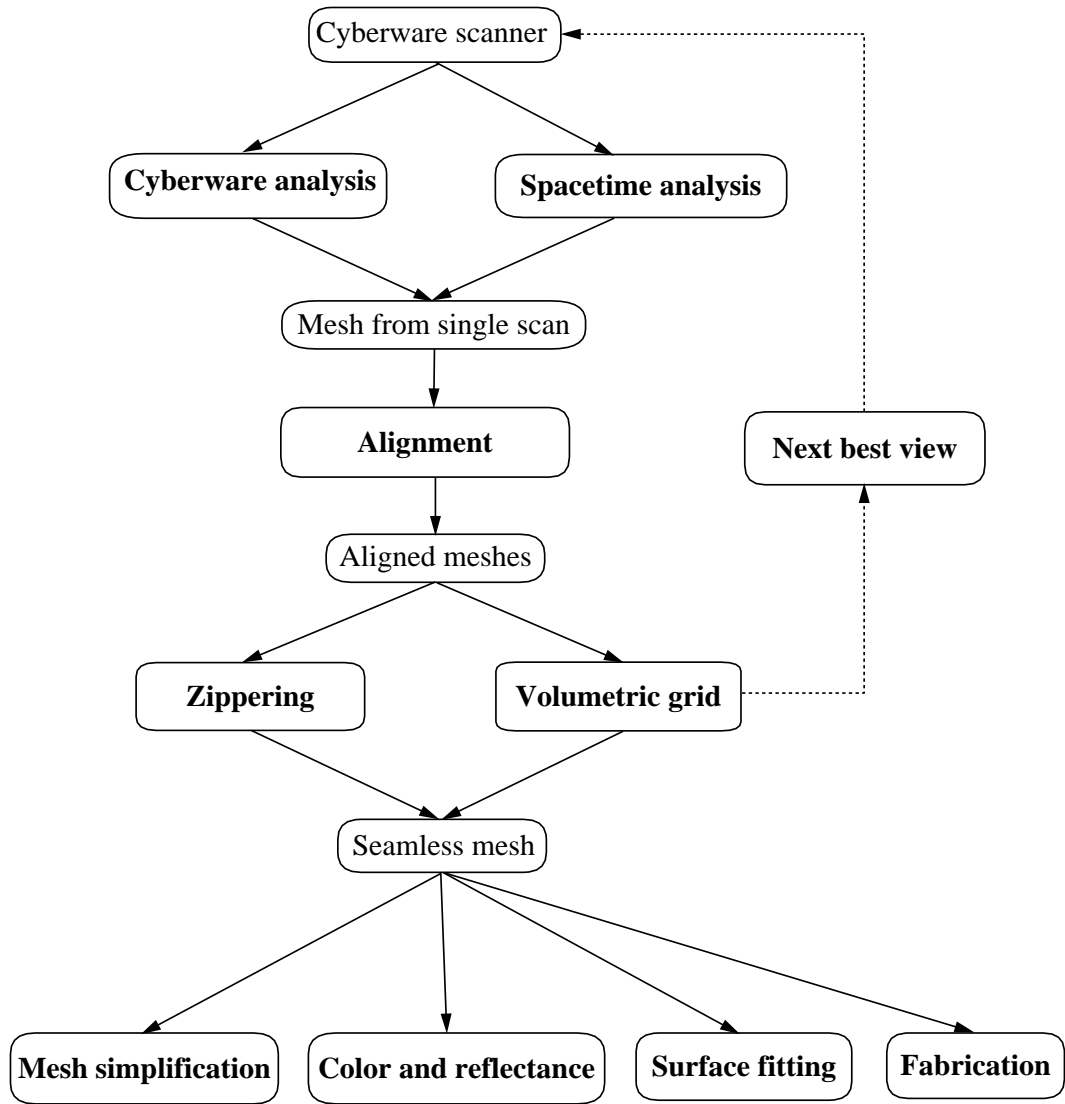 Cyberware scanner
Cyberware analysis
Spacetime analysis
Mesh from single scan
Alignment
Next best view
Aligned meshes
Zippering
Volumetric grid
Seamless mesh
Mesh simplification
Color and reflectance
Surface fitting
Fabrication